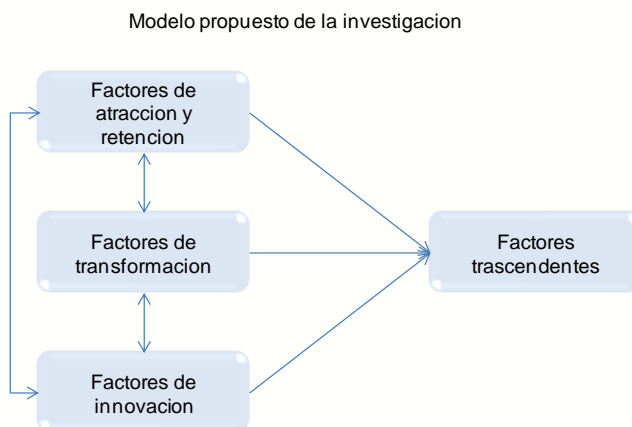 Modelo propuesto de la investigacion
Factores de
atraccion y
retencion
Factores de
transformacion
Factores
trascendentes
Factores de
innovacion